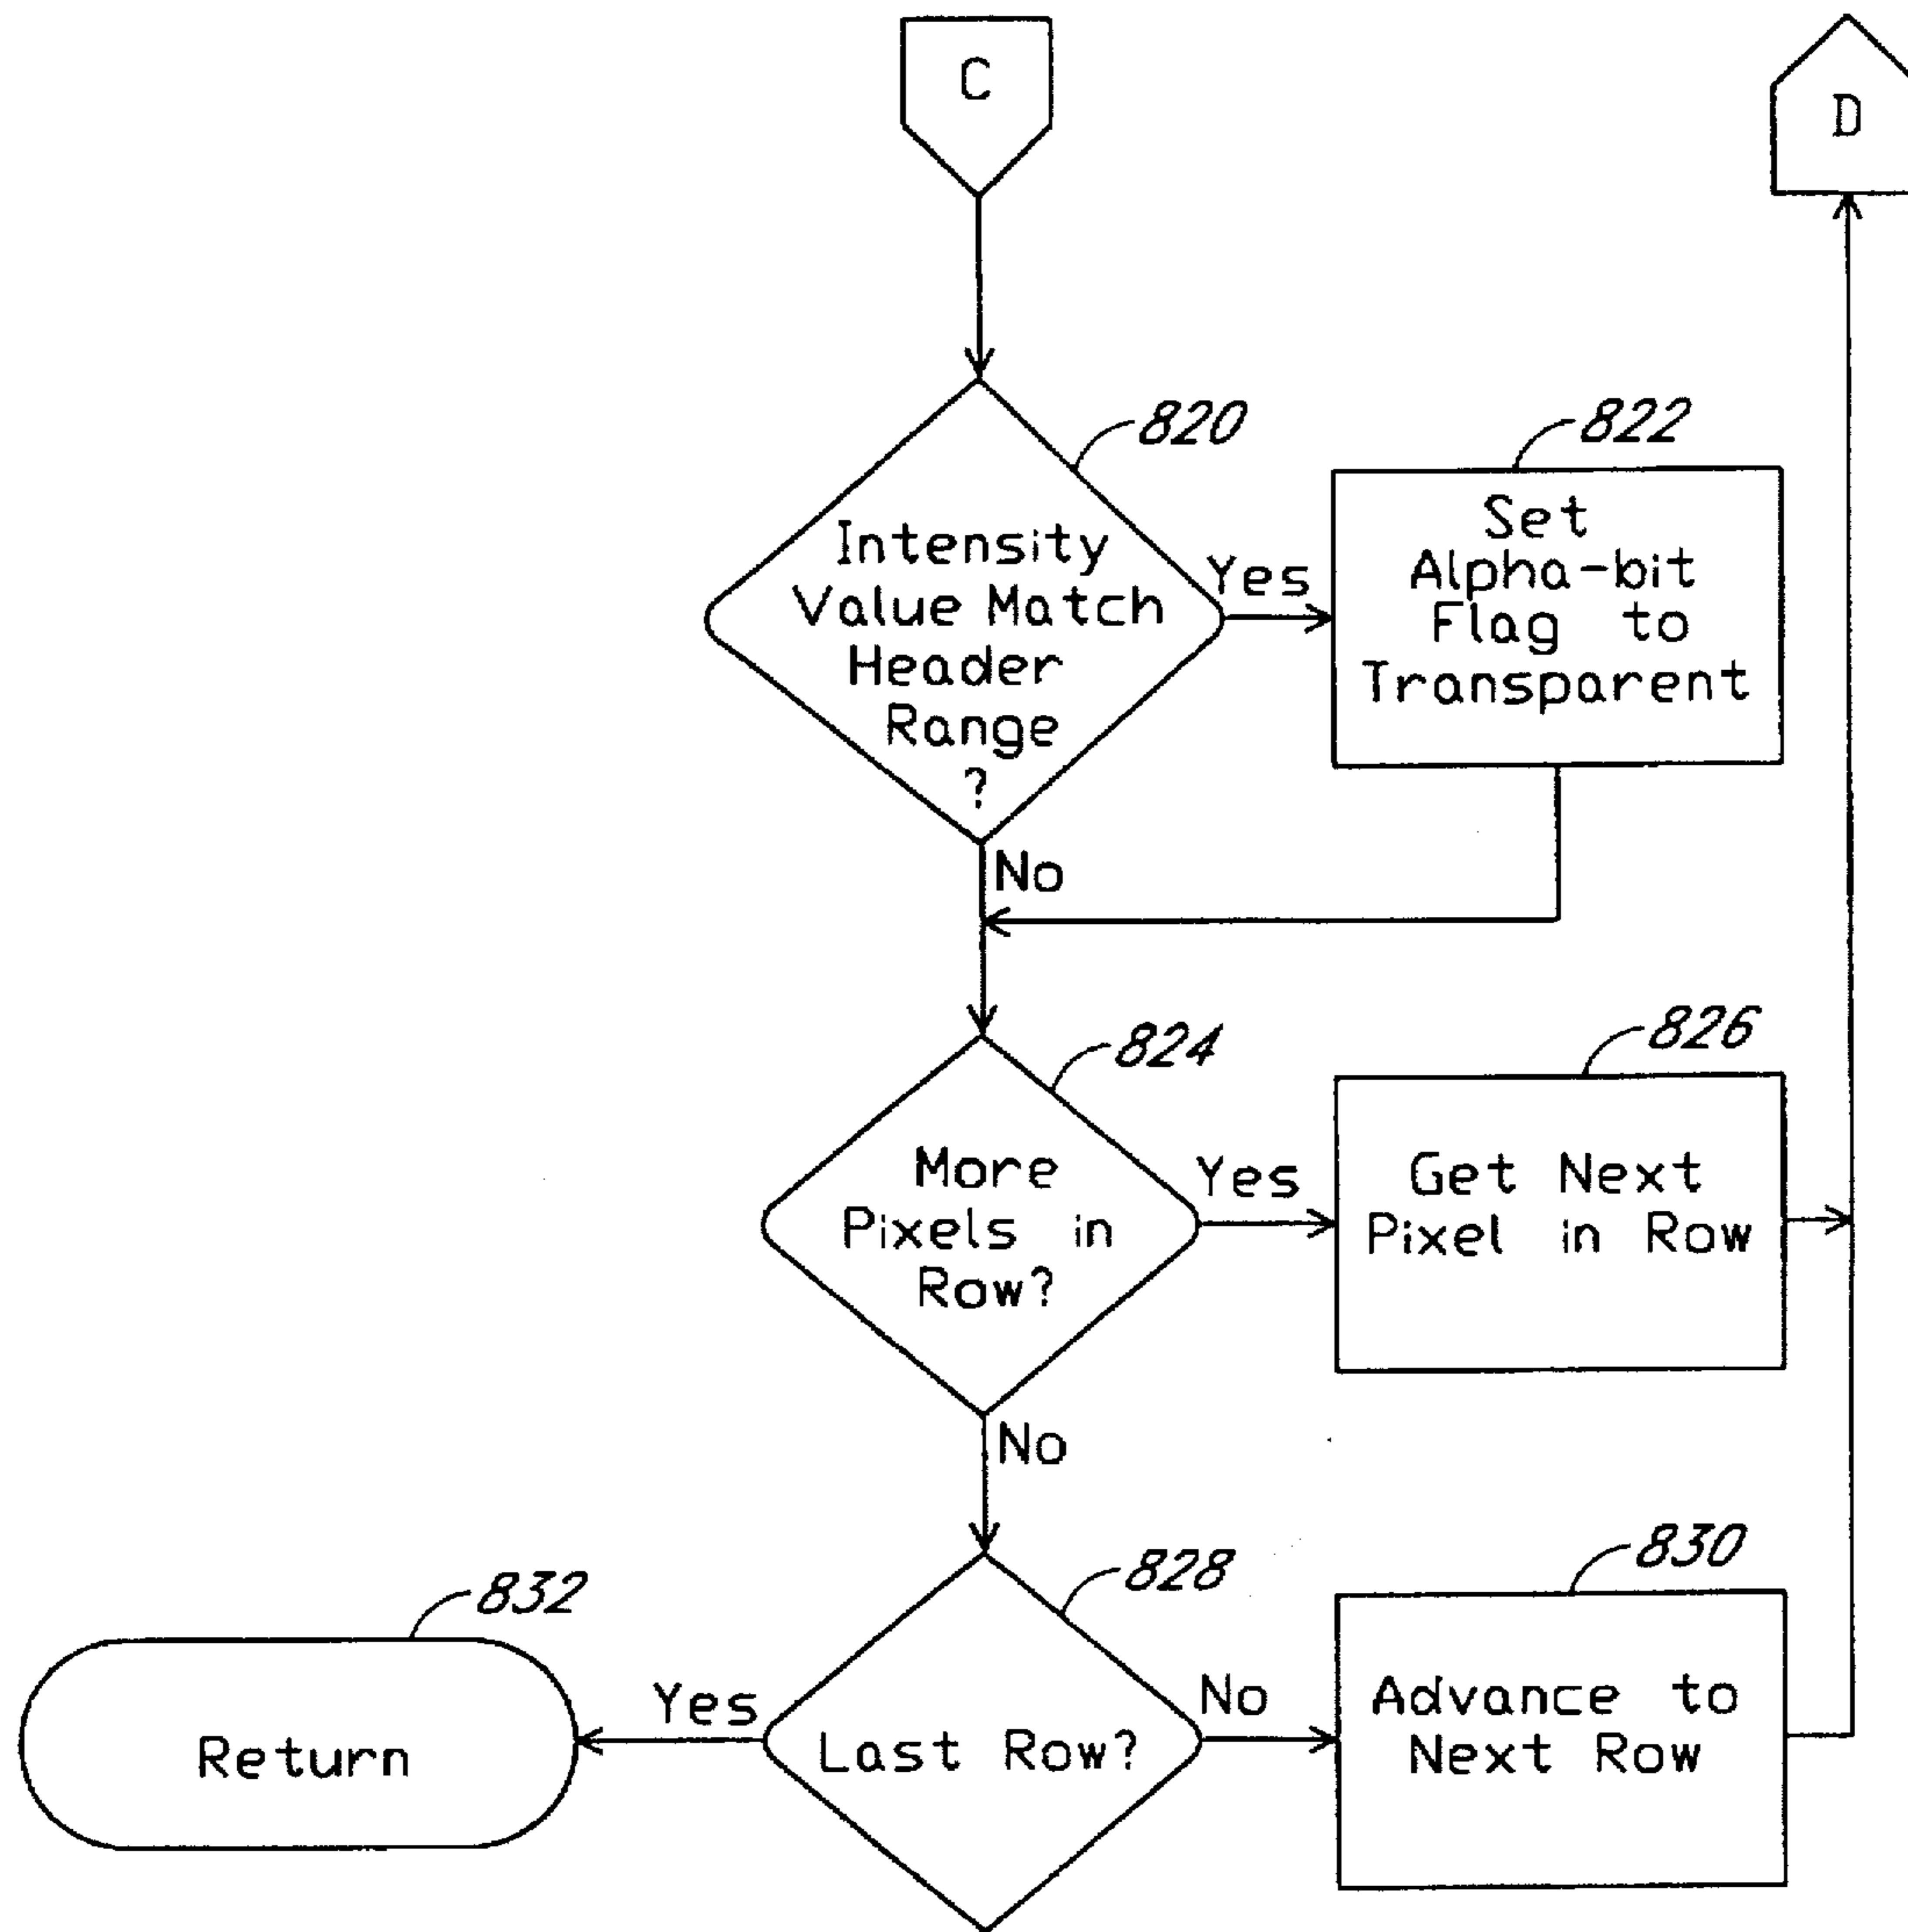 C
D
820
822
Intensity
Value Match
Header
Range
?
Yes
Set
Alpha-bit
Flag to
Transparent
No
824
826
More
Pixels in
Row?
Yes
Get Next
Pixel in Row
No
828
830
832
Return
Yes
Last Row?
No
Advance to
Next Row